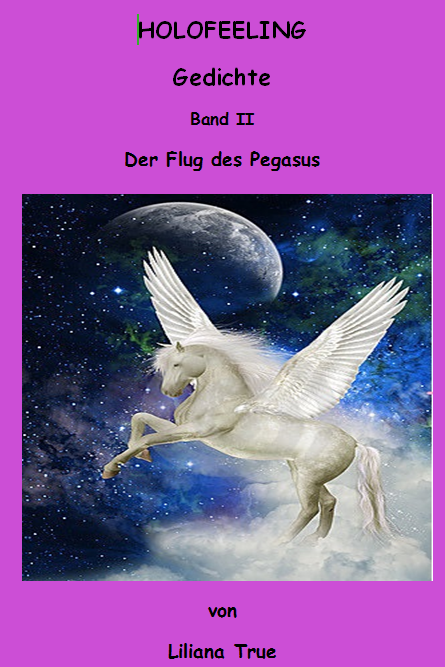 HOLOFEELING
Gedichte
Band II
Der Flug des Pegasus
von
Liliana True